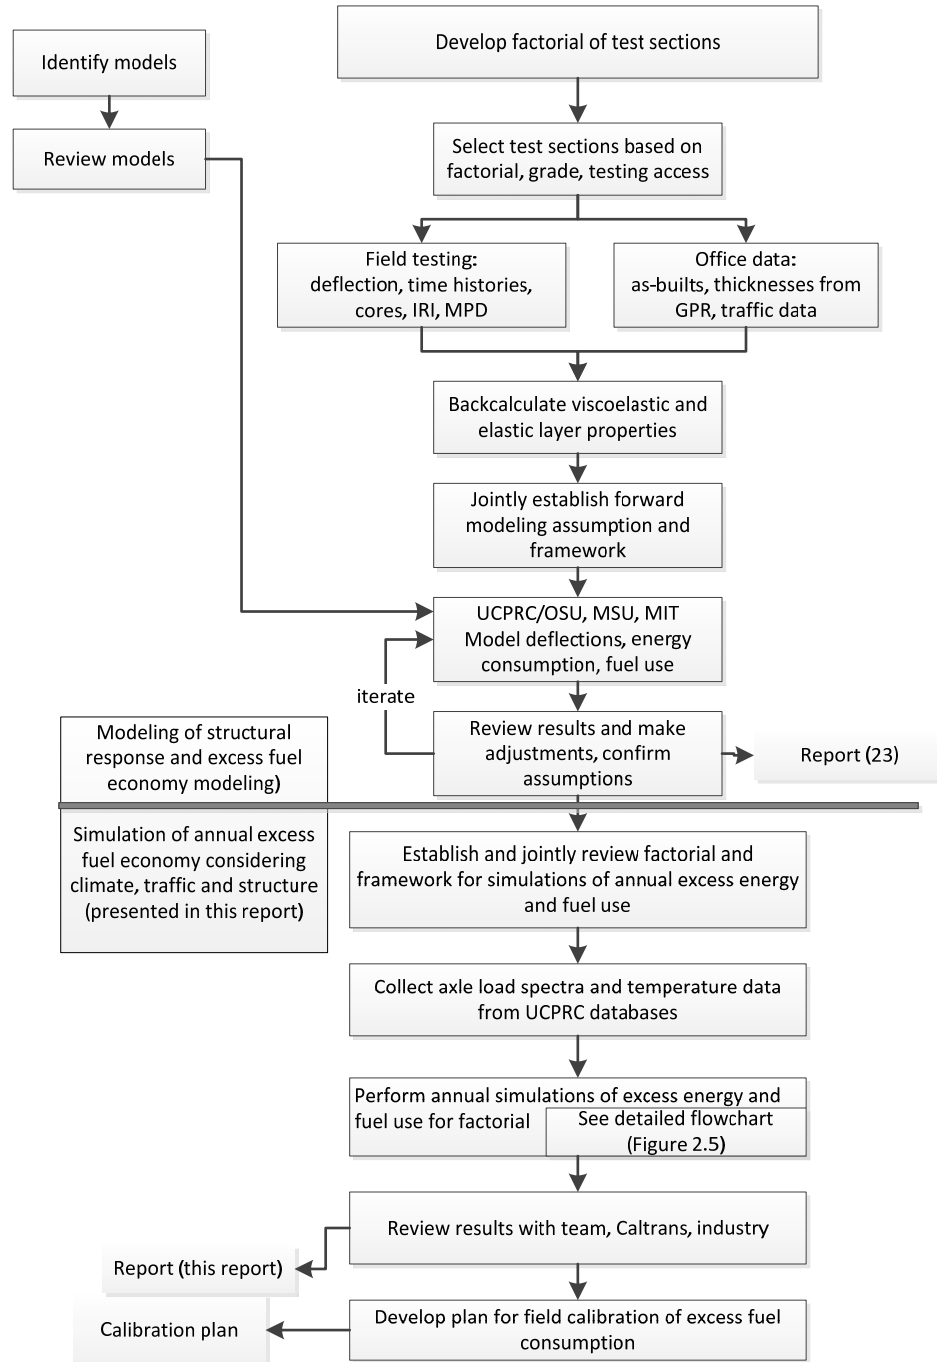 Develop factorial of test sections
Identify models
Review models
Select test sections based on
factorial, grade, testing access
Field testing:
deflection, time histories,
cores, IRI, MPD
Office data:
as-builts, thicknesses from
GPR, traffic data
Backcalculate viscoelastic and
elastic layer properties
Jointly establish forward
modeling assumption and
framework
UCPRC/OSU, MSU, MIT
Model deflections, energy
consumption, fuel use
iterate
Review results and make
adjustments, confirm
assumptions
Report (23)
Modeling of structural
response and excess fuel
economy modeling)
Simulation of annual excess
fuel economy considering
climate, traffic and structure
(presented in this report)
Establish and jointly review factorial and
framework for simulations of annual excess energy
and fuel use
Collect axle load spectra and temperature data
from UCPRC databases
Perform annual simulations of excess energy and
fuel use for factorial
See detailed flowchart
(Figure 2.5)
Review results with team, Caltrans, industry
Report (this report)
Develop plan for field calibration of excess fuel
consumption
Calibration plan